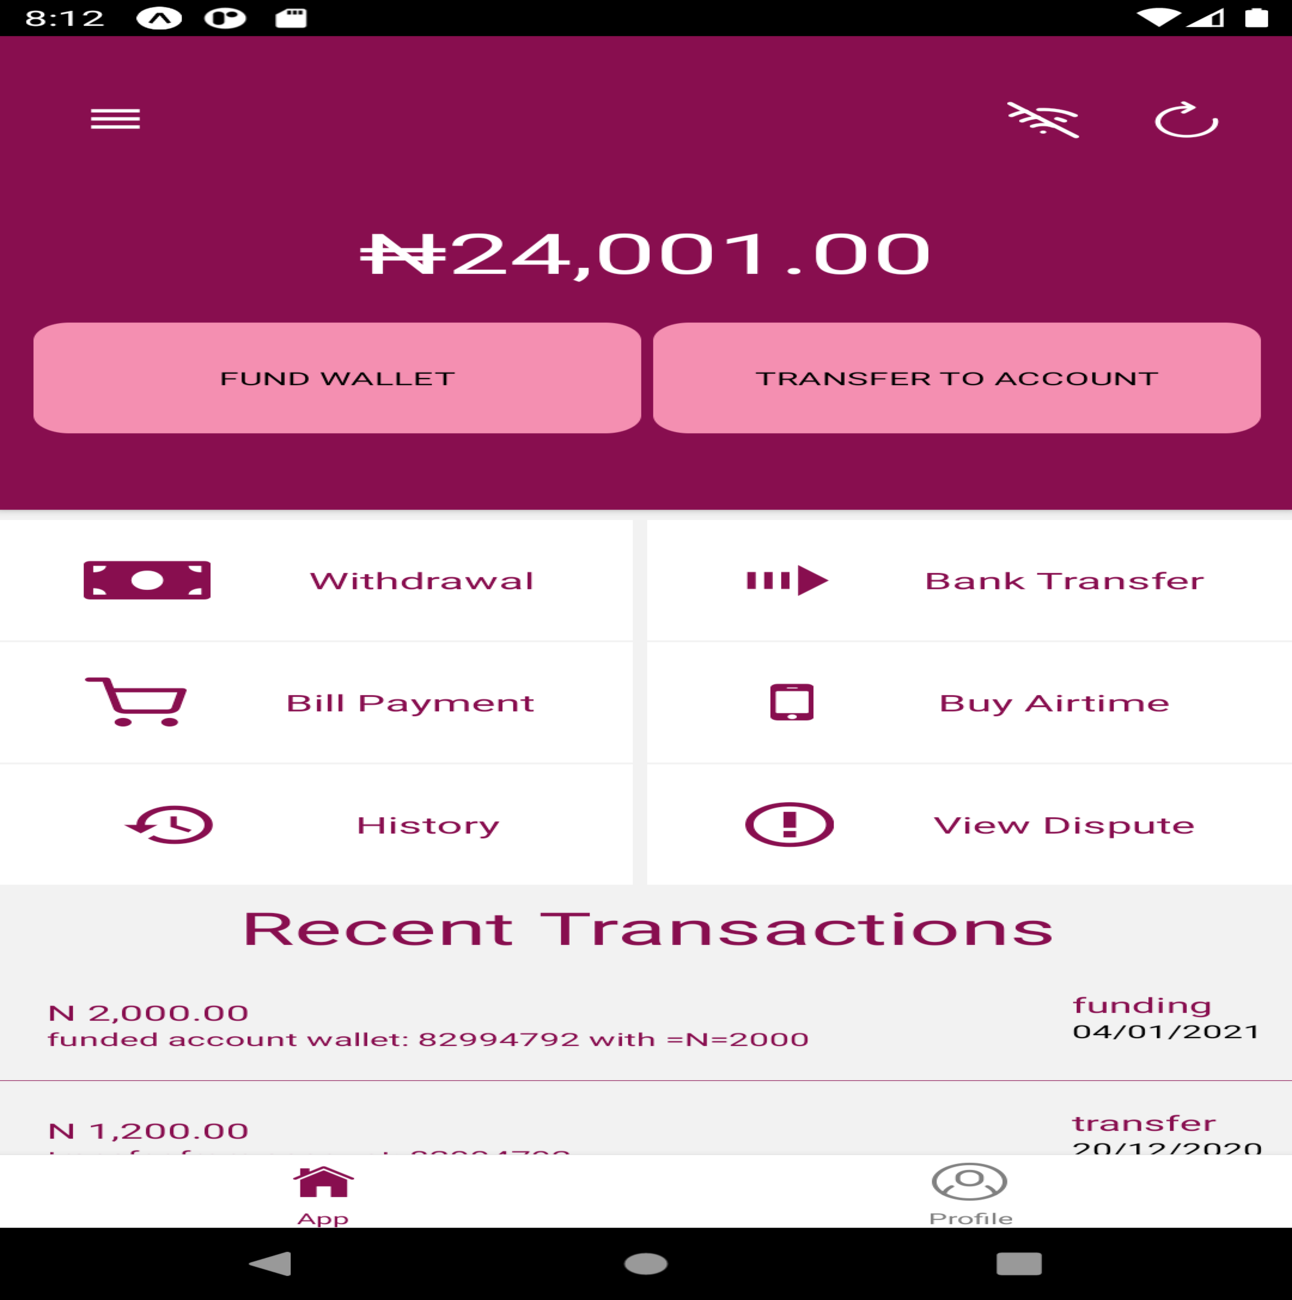 8:12
₦24,001.00
FUND WALLET
TRANSFER TO ACCOUNT
Withdrawal
Bank Transfer
Bill Payment
Buy Airtime
History
View Dispute
Recent Transactions
N 2,000.00
funding
funded account wallet: 82994792 with =N=2000
04/01/2021
N 1,200.00
transfer
20/12/2020
App
Profile